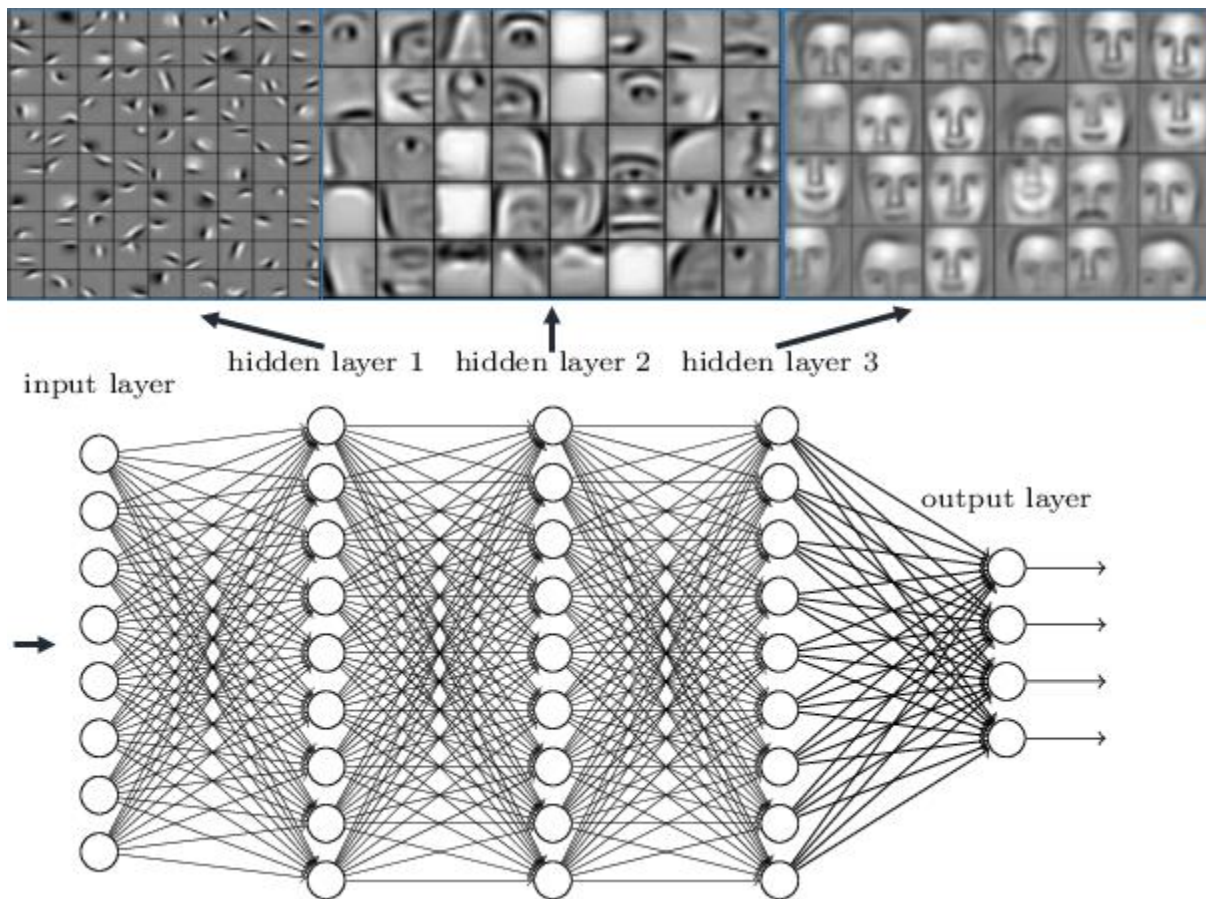 hidden layer 1
hidden layer 2
hidden layer 3
input layer
output layer